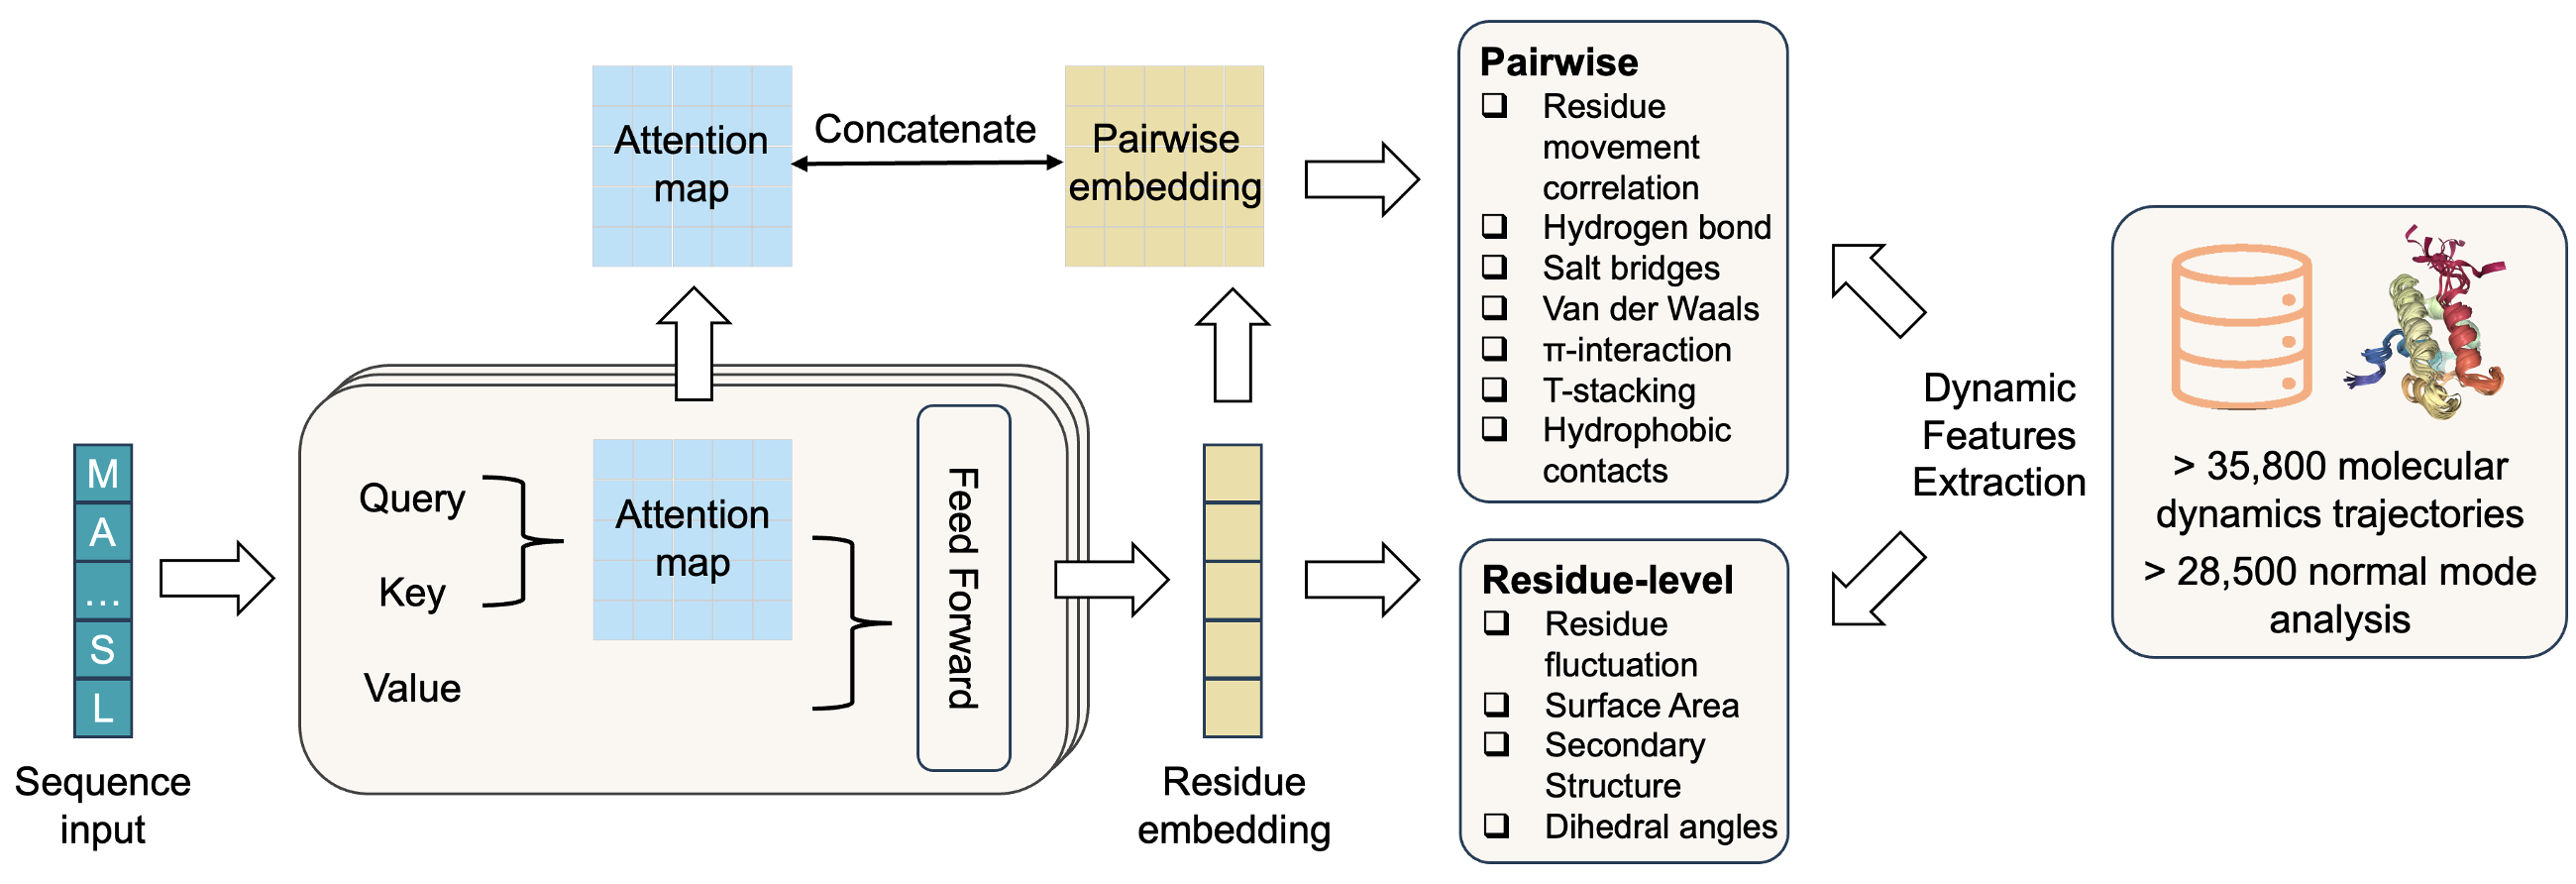 M
A
...
S
L
Sequence
input
Query
Key
Value
Attention
map
Feed Forward
Attention
map
Concatenate
Pairwise
embedding
Residue
embedding
Pairwise
❑ Residue
movement
correlation
❑ Hydrogen bond
❑ Salt bridges
❑ Van der Waals
❑ π-interaction
❑ T-stacking
❑ Hydrophobic
contacts
Residue-level
❑ Residue
fluctuation
❑ Surface Area
❑ Secondary
Structure
❑ Dihedral angles
Dynamic
Features
Extraction
> 35,800 molecular
dynamics trajectories
> 28,500 normal mode
analysis